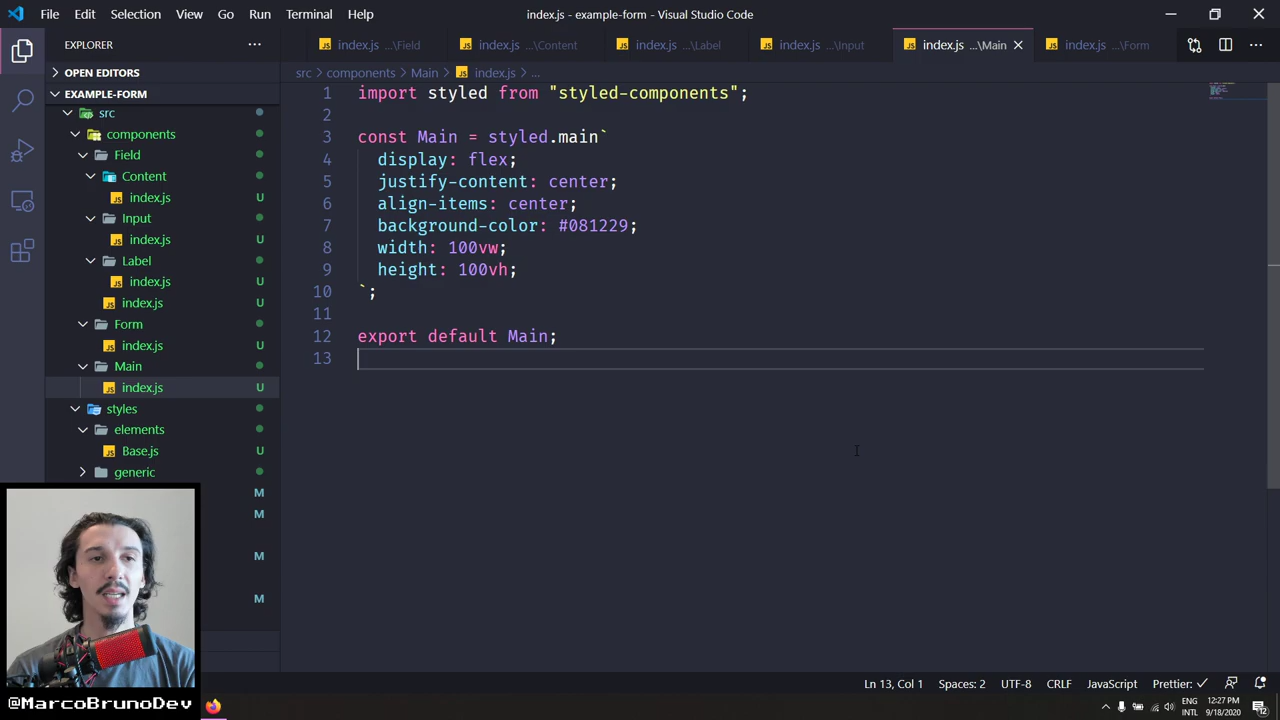 File Edit Selection View Go Run Terminal Help
index.js - example-form - Visual Studio Code
EXPLORER
index.js ...\Field
index.js ...\Content
index.js ...\Label
index.js ...\Input
index.js ...\Main
index.js ...\Form
OPEN EDITORS
EXAMPLE-FORM
src
components
Field
Content
index.js U
Input
index.js U
Label
index.js U
index.js U
Form
index.js U
Main
index.js U
styles
elements
Base.js U
generic
M
M
M
M
src > components > Main > index.js > ...
1 import styled from "styled-components";
2
3 const Main = styled.main`
4 display: flex;
5 justify-content: center;
6 align-items: center;
7 background-color: #081229;
8 width: 100vw;
9 height: 100vh;
10 `;
11
12 export default Main;
13
@MarcoBrunoDev
Ln 13, Col 1 Spaces: 2 UTF-8 CRLF JavaScript Prettier: ✓
ENG
INTL
12:27 PM
9/18/2020